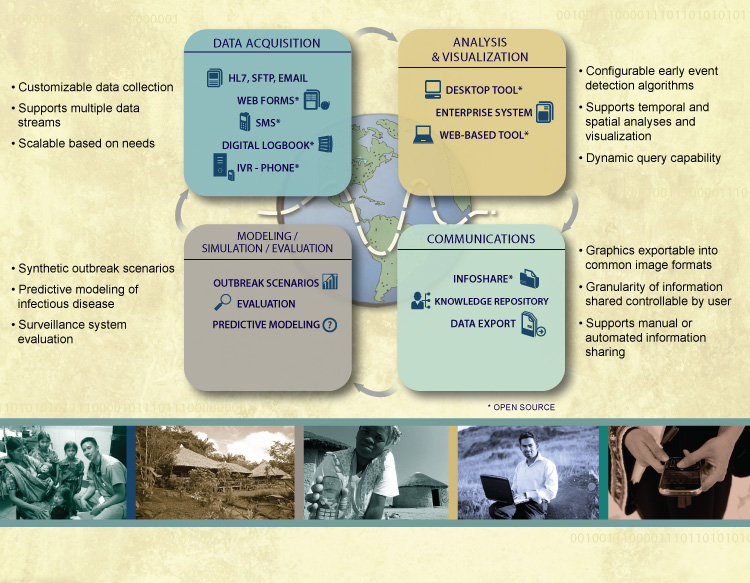 DATA ACQUISITION
HL7, SFTP, EMAIL
WEB FORMS*
SMS*
DIGITAL LOGBOOK*
IVR - PHONE*
• Customizable data collection
• Supports multiple data
streams
• Scalable based on needs
ANALYSIS
& VISUALIZATION
DESKTOP TOOL*
ENTERPRISE SYSTEM
WEB-BASED TOOL*
• Configurable early event
detection algorithms
• Supports temporal and
spatial analyses and
visualization
• Dynamic query capability
MODELING /
SIMULATION / EVALUATION
OUTBREAK SCENARIOS
EVALUATION
PREDICTIVE MODELING
?
• Synthetic outbreak scenarios
• Predictive modeling of
infectious disease
• Surveillance system
evaluation
COMMUNICATIONS
INFOSHARE*
KNOWLEDGE REPOSITORY
DATA EXPORT
• Graphics exportable into
common image formats
• Granularity of information
shared controllable by user
• Supports manual or
automated information
sharing
* OPEN SOURCE